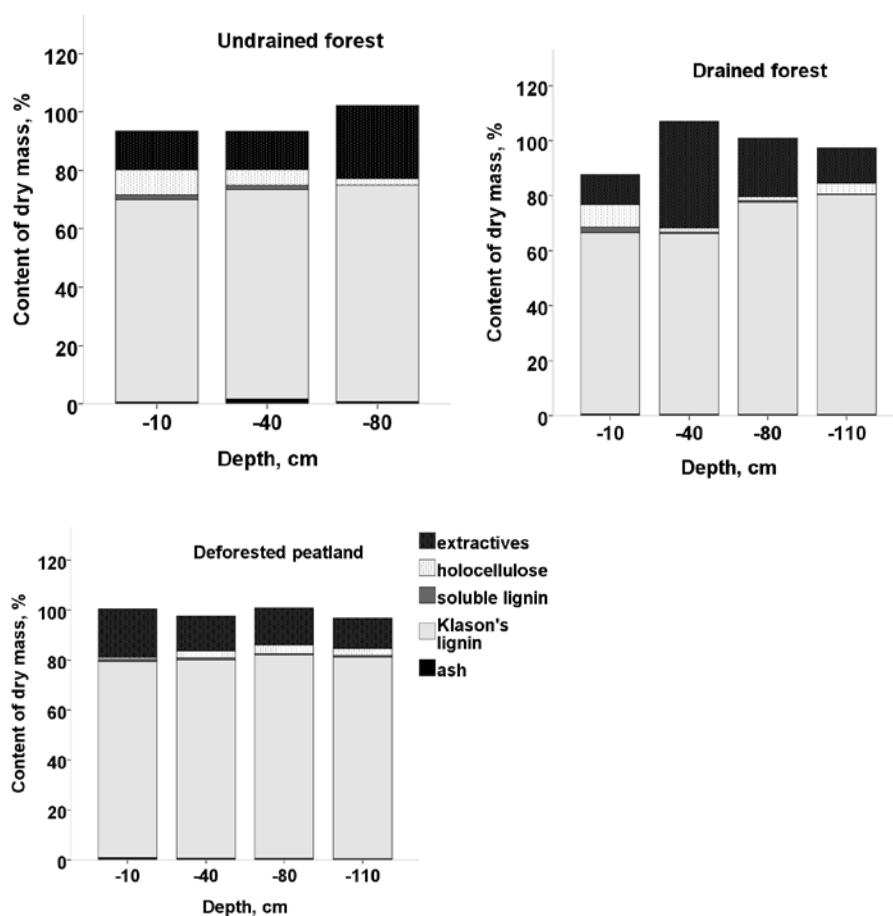 Undrained forest
Content of dry mass, %
120
100
80
60
40
20
0
-10 -40 -80
Depth, cm
Drained forest
Content of dry mass, %
120
100
80
60
40
20
0
-10 -40 -80 -110
Depth, cm
Deforested peatland
Content of dry mass, %
120
100
80
60
40
20
0
-10 -40 -80 -110
Depth, cm
extractives
holocellulose
soluble lignin
Klason's
lignin
ash